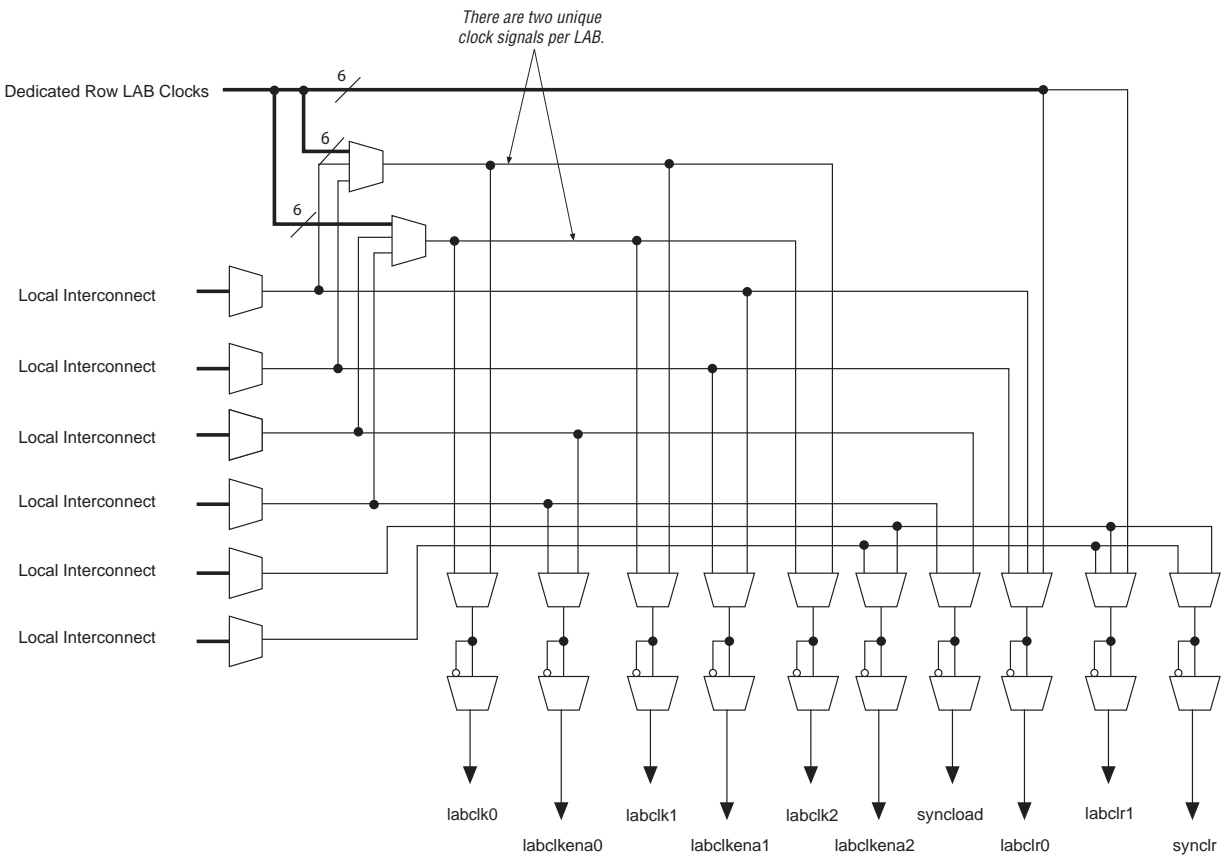 There are two unique
clock signals per LAB.
6
Dedicated Row LAB Clocks
6
6
Local Interconnect
Local Interconnect
Local Interconnect
Local Interconnect
Local Interconnect
Local Interconnect
labclk0
labclk1
labclk2
syncload
labclr1
labclkena0
labclkena1
labclkena2
labclr0
synclr